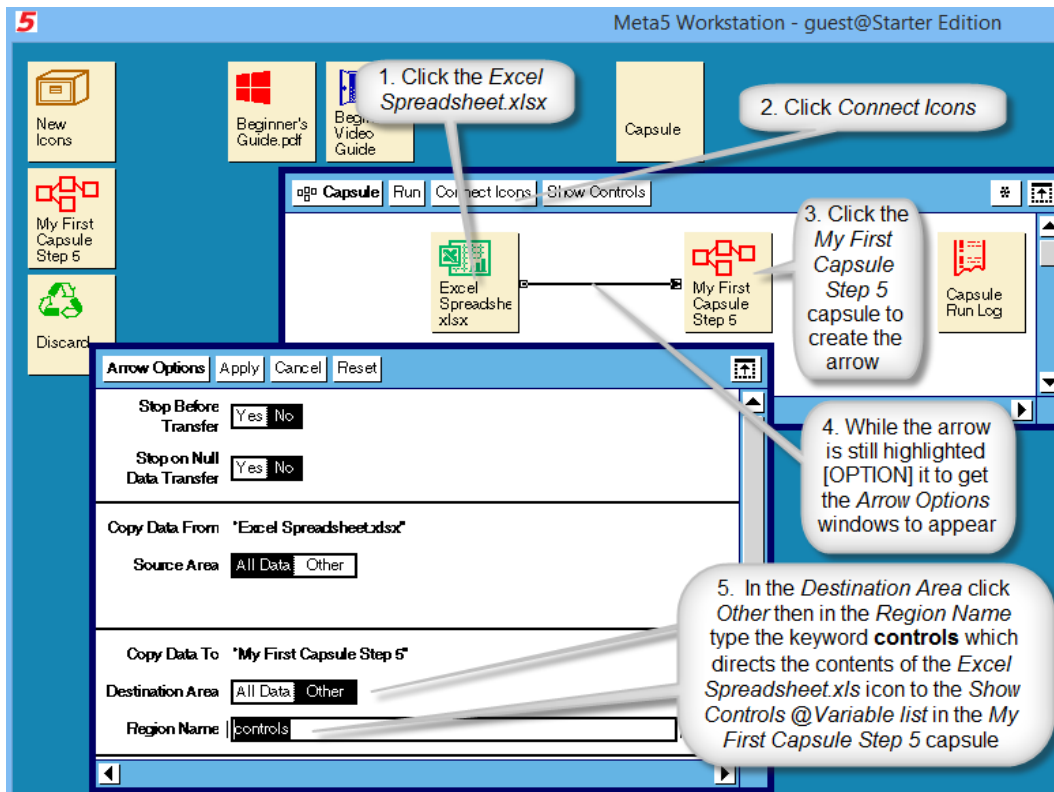 5 Meta5 Workstation - guest@Starter Edition
New
Icons
Beginner's
Guide.pdf
Video
Guide
Capsule
1. Click the Excel
Spreadsheet.xlsx
2. Click Connect Icons
My First
Capsule
Step 5
Discard
Capsule Run Connect Icons Show Controls
Excel
Spreadshe
xlsx
My First
Capsule
Step 5
Capsule
Run Log
3. Click the
My First
Capsule
Step 5
capsule to
create the
arrow
4. While the arrow
is still highlighted
[OPTION] it to get
the Arrow Options
windows to appear
Arrow Options Apply Cancel Reset
Stop Before
Transfer
Yes No
Stop on Null
Data Transfer
Yes No
Copy Data From "Excel Spreadsheet.xlsx"
Source Area All Data Other
Copy Data To "My First Capsule Step 5"
Destination Area All Data Other
Region Name controls
5. In the Destination Area click
Other then in the Region Name
type the keyword controls which
directs the contents of the Excel
Spreadsheet.xls icon to the Show
Controls @Variable list in the My
First Capsule Step 5 capsule